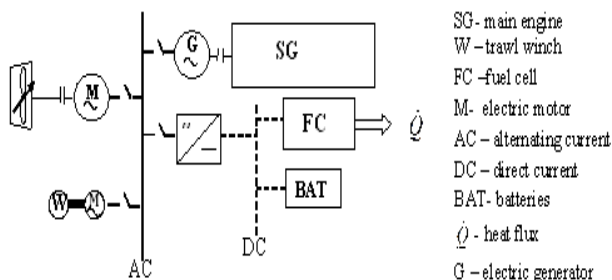 G
SG
M
FC
Q̇
W
M
BAT
AC
DC
SG- main engine
W – trawl winch
FC –fuel cell
M- electric motor
AC – alternating current
DC – direct current
BAT- batteries
Q̇ - heat flux
G – electric generator